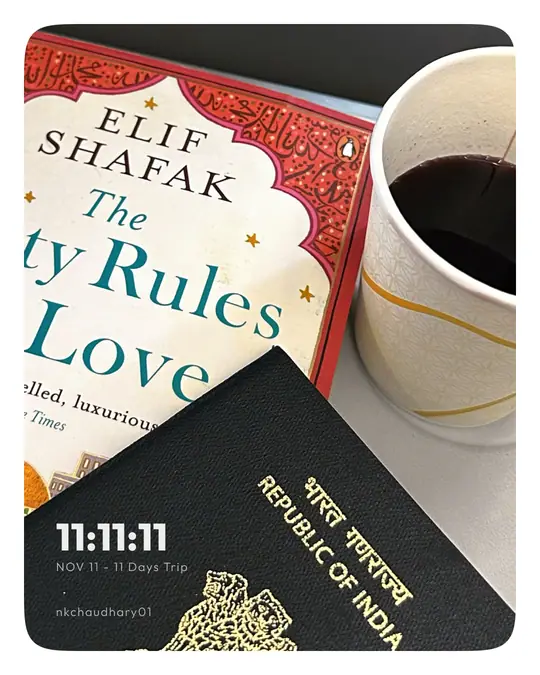 ELIF
SHAFAK
The
ty Rules
Love
elled, luxurious
e Times
भारत गणराज्य
REPUBLIC OF INDIA
11:11:11
NOV 11 - 11 Days Trip
nkchaudhary01